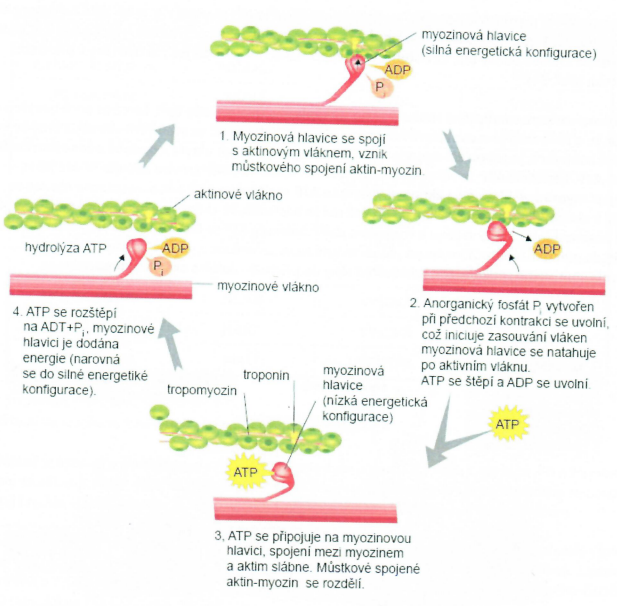 myozinová hlavice
(silná energetická konfigurace)
ADP
Pi
1. Myozinová hlavice se spojí
s aktinovým vláknem, vznik
můstkového spojení aktin-myozin.
aktinové vlákno
hydrolýza ATP
ADP
Pi
myozinové vlákno
ADP
4. ATP se rozštěpí
na ADT+Pi, myozinové
hlavici je dodána
energie (narovná
se do silné energetiké
konfigurace).
2. Anorganický fosfát Pi vytvořen
při předchozí kontrakci se uvolní,
což iniciuje zasouvání vláken
myozinová hlavice se natahuje
po aktivním vláknu.
ATP se štěpí a ADP se uvolní.
tropomyozin
troponin
myozinová
hlavice
(nízká energetická
konfigurace)
ATP
ATP
3, ATP se připojuje na myozinovou
hlavici, spojení mezi myozinem
a aktim slábne. Můstkové spojené
aktin-myozin se rozdělí.